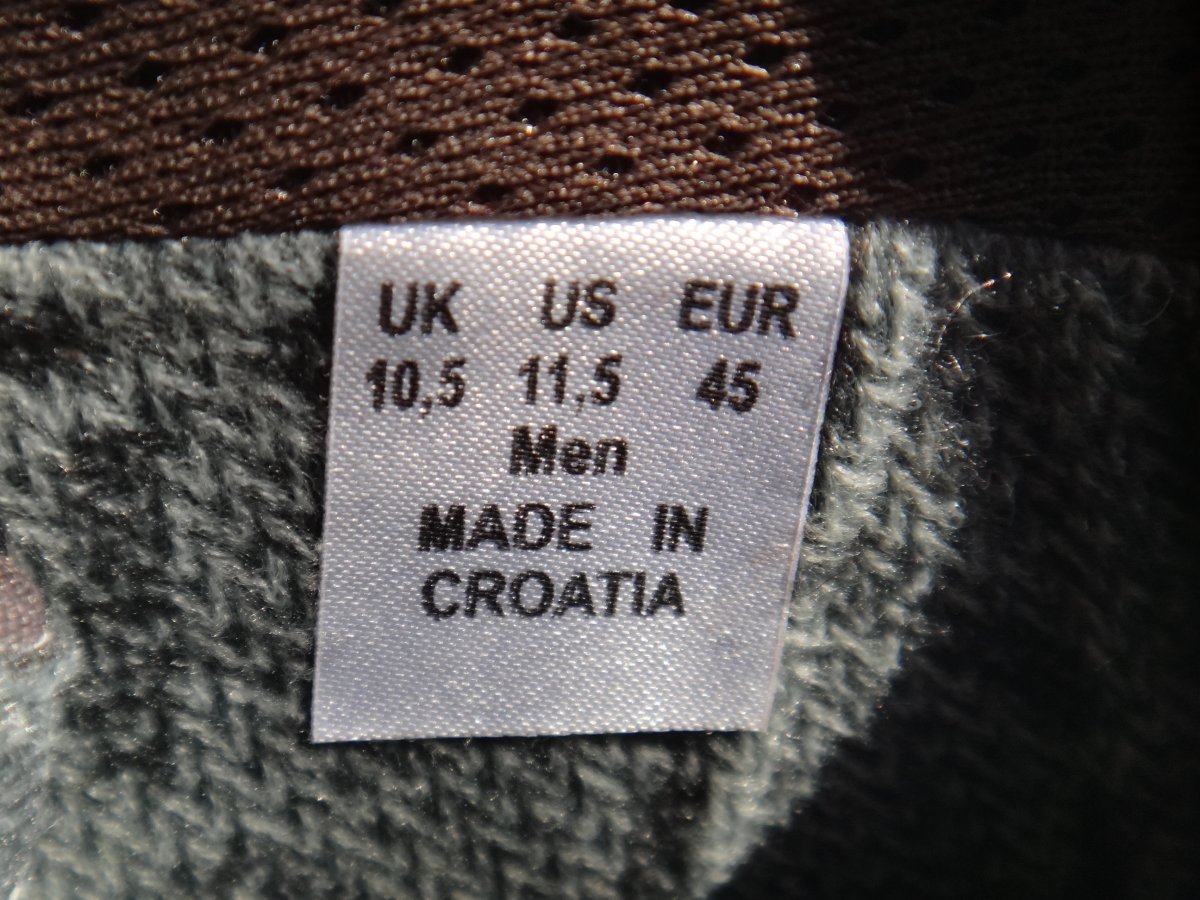 UK US EUR
10,5 11,5 45
Men
MADE IN
CROATIA